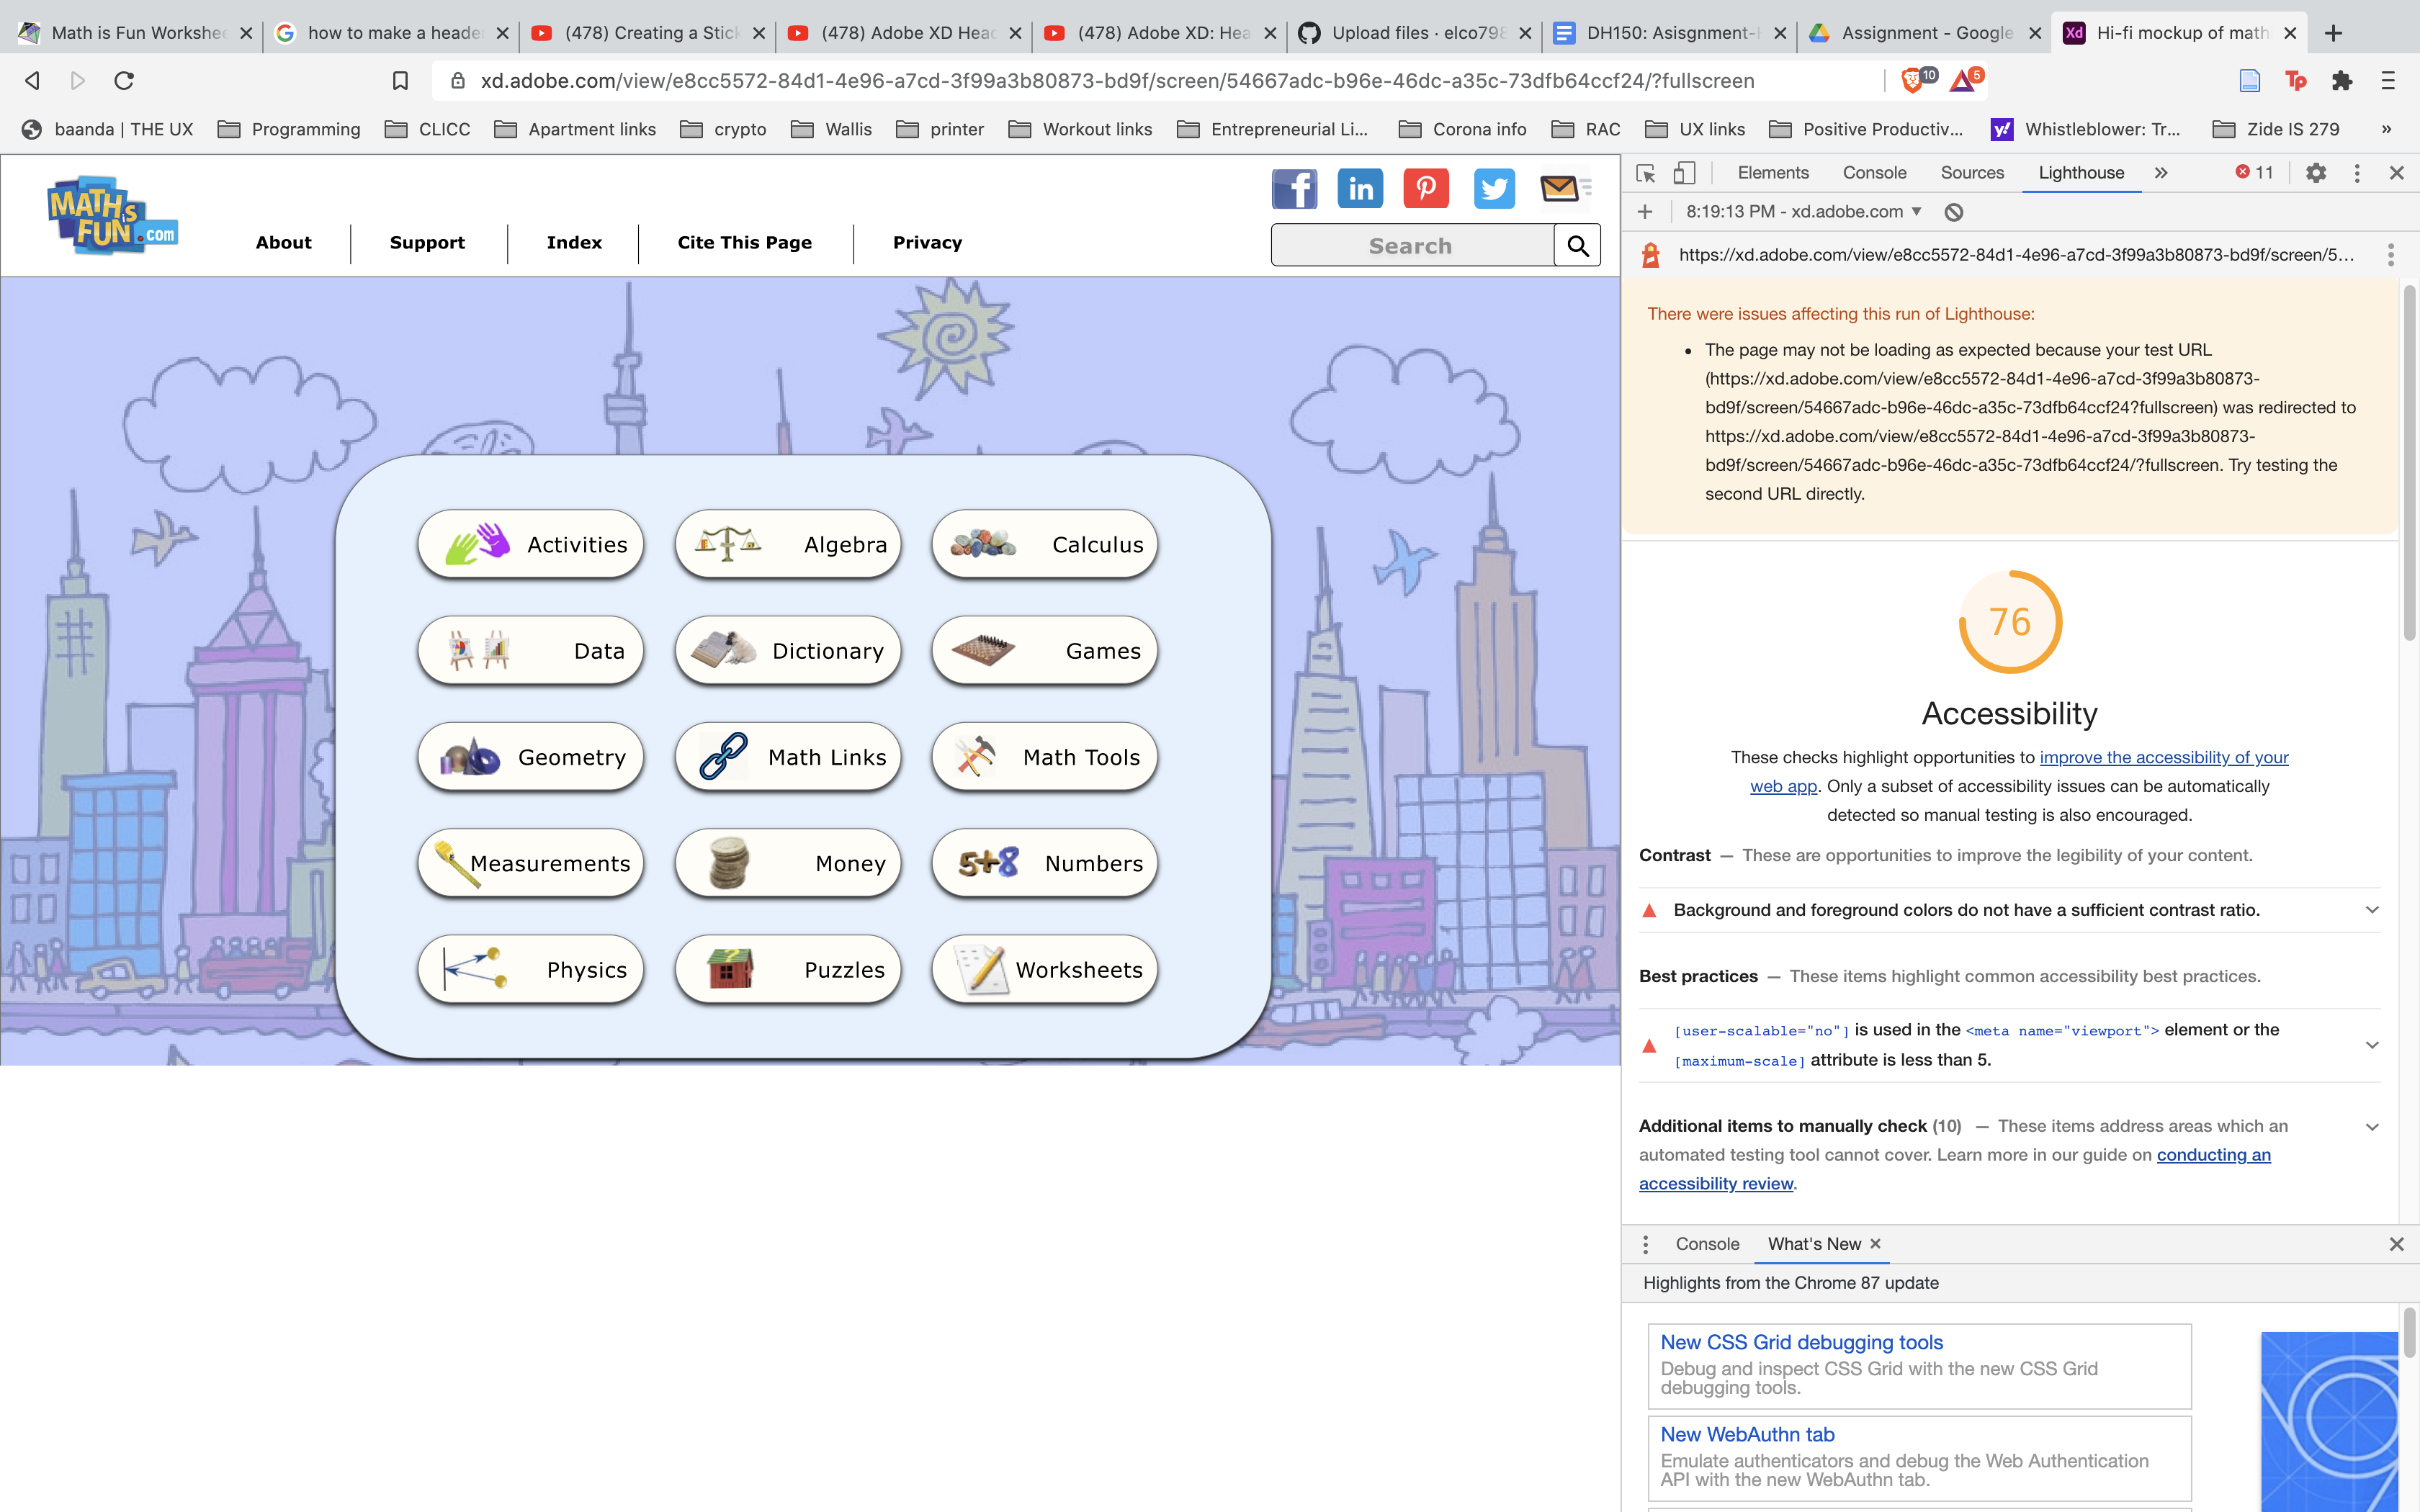 Math is Fun Workshee
how to make a heade
(478) Creating a Stick
(478) Adobe XD Head
(478) Adobe XD: Hea
Upload files · elco798
DH150: Asisgnment-
Assignment - Google
Hi-fi mockup of math
xd.adobe.com/view/e8cc5572-84d1-4e96-a7cd-3f99a3b80873-bd9f/screen/54667adc-b96e-46dc-a35c-73dfb64ccf24/?fullscreen
10
5
Tp
baanda | THE UX
Programming
CLICC
Apartment links
crypto
Wallis
printer
Workout links
Entrepreneurial Li...
Corona info
RAC
UX links
Positive Productiv...
Whistleblower: Tr...
Zide IS 279
»
MATH is FUN.com
About
Support
Index
Cite This Page
Privacy
Search
Activities
Algebra
Calculus
Data
Dictionary
Games
Geometry
Math Links
Math Tools
Measurements
Money
5+8 Numbers
Physics
Puzzles
Worksheets
Elements
Console
Sources
Lighthouse
»
11
8:19:13 PM - xd.adobe.com
https://xd.adobe.com/view/e8cc5572-84d1-4e96-a7cd-3f99a3b80873-bd9f/screen/5...
There were issues affecting this run of Lighthouse:
• The page may not be loading as expected because your test URL
(https://xd.adobe.com/view/e8cc5572-84d1-4e96-a7cd-3f99a3b80873-
bd9f/screen/54667adc-b96e-46dc-a35c-73dfb64ccf24?fullscreen) was redirected to
https://xd.adobe.com/view/e8cc5572-84d1-4e96-a7cd-3f99a3b80873-
bd9f/screen/54667adc-b96e-46dc-a35c-73dfb64ccf24/?fullscreen. Try testing the
second URL directly.
76
Accessibility
These checks highlight opportunities to improve the accessibility of your
web app. Only a subset of accessibility issues can be automatically
detected so manual testing is also encouraged.
Contrast — These are opportunities to improve the legibility of your content.
Background and foreground colors do not have a sufficient contrast ratio.
Best practices — These items highlight common accessibility best practices.
[user-scalable="no"] is used in the <meta name="viewport"> element or the
[maximum-scale] attribute is less than 5.
Additional items to manually check (10) — These items address areas which an
automated testing tool cannot cover. Learn more in our guide on conducting an
accessibility review.
Console
What's New
Highlights from the Chrome 87 update
New CSS Grid debugging tools
Debug and inspect CSS Grid with the new CSS Grid
debugging tools.
New WebAuthn tab
Emulate authenticators and debug the Web Authentication
API with the new WebAuthn tab.